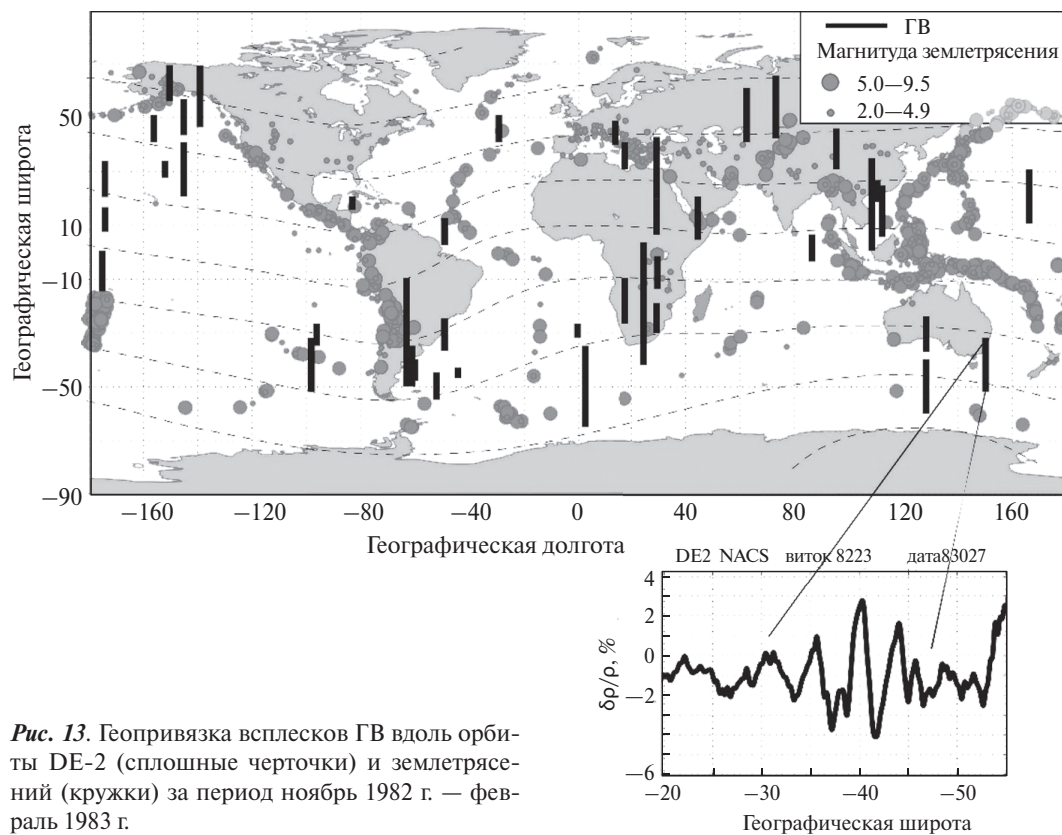 ГВ
Магнитуда землетрясения
5.0—9.5
2.0—4.9
50
10
−10
−50
−90
Географическая широта
−160 −120 −80 −40 0 40 80 120 160
Географическая долгота
DE2 NACS виток 8223 дата83027
4
2
0
−2
−6
δρ/ρ, %
−20 −30 −40 −50
Географическая широта
Рис. 13. Геопривязка всплесков ГВ вдоль орби-
ты DE-2 (сплошные черточки) и землетрясе-
ний (кружки) за период ноябрь 1982 г. — фев-
раль 1983 г.